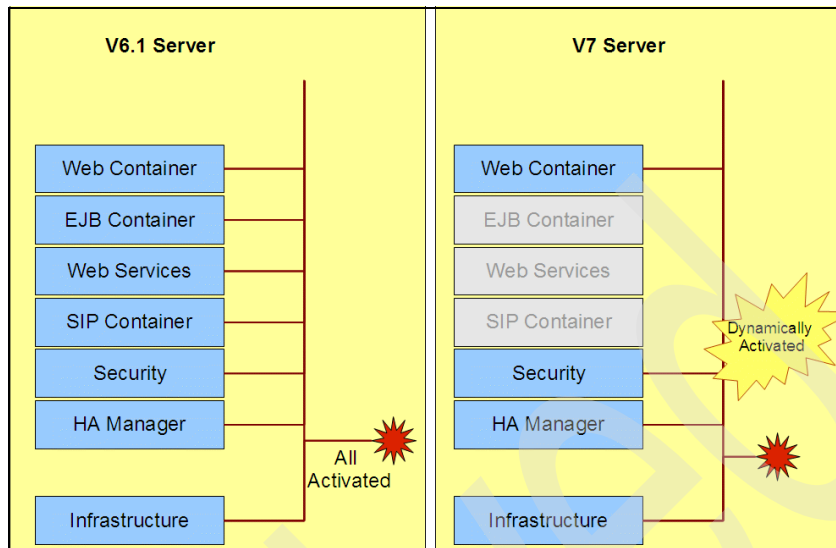 V6.1 Server
Web Container
EJB Container
Web Services
SIP Container
Security
HA Manager
All
Activated
Infrastructure
V7 Server
Web Container
EJB Container
Web Services
SIP Container
Dynamically
Activated
Security
HA Manager
Infrastructure